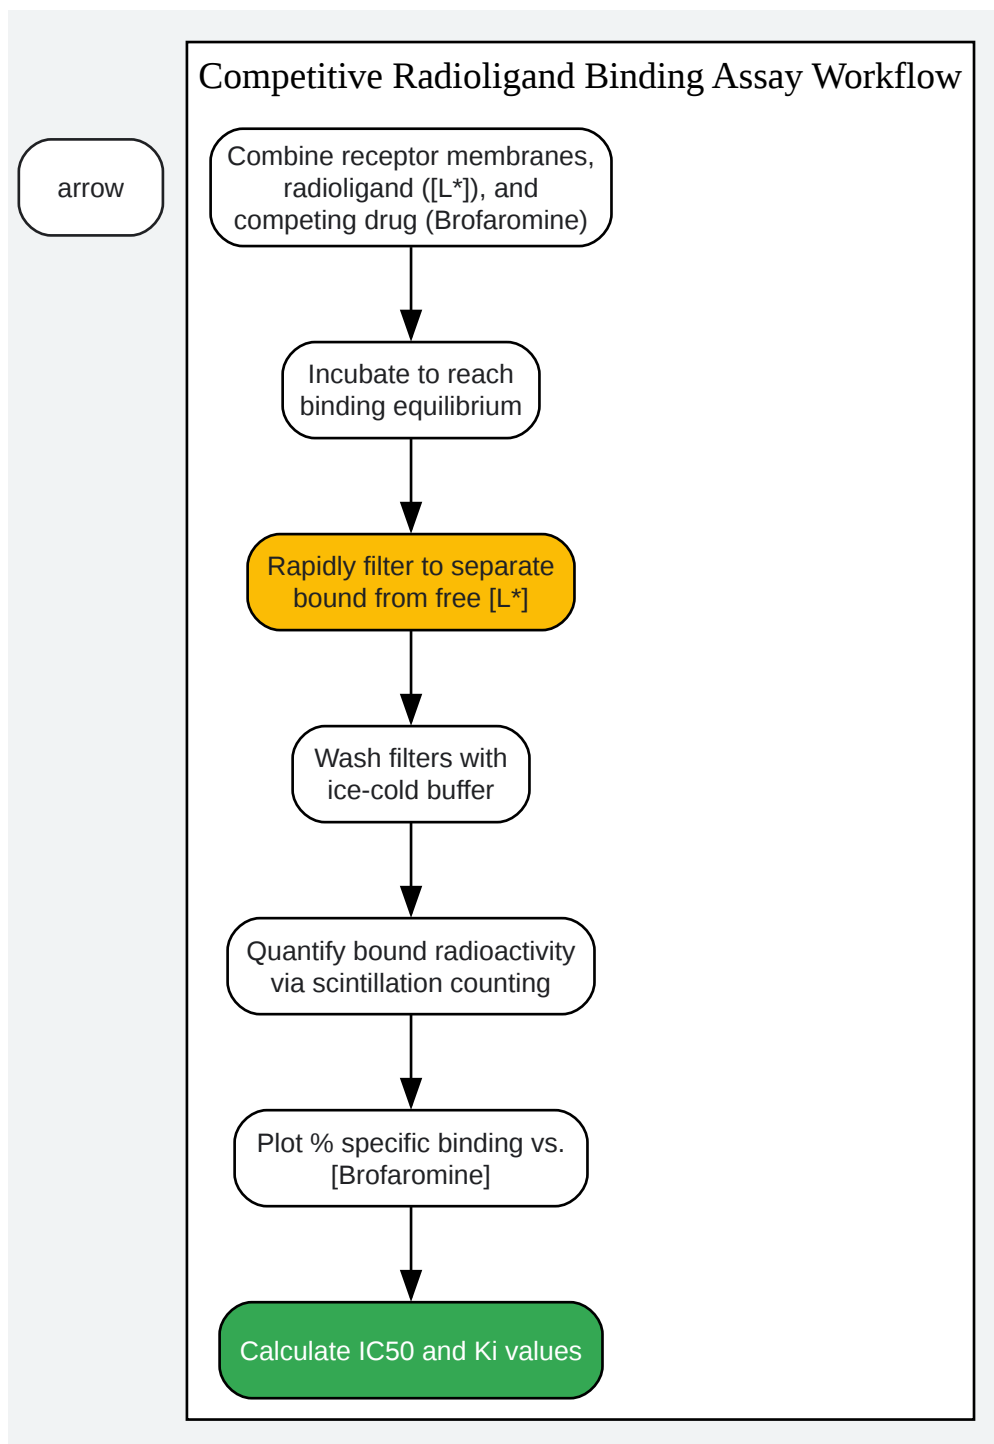 Competitive Radioligand Binding Assay Workflow
arrow
Combine receptor membranes,
radioligand ([L*]), and
competing drug (Brofaromine)
Incubate to reach
binding equilibrium
Rapidly filter to separate
bound from free [L*]
Wash filters with
ice-cold buffer
Quantify bound radioactivity
via scintillation counting
Plot % specific binding vs.
[Brofaromine]
Calculate IC50 and Ki values